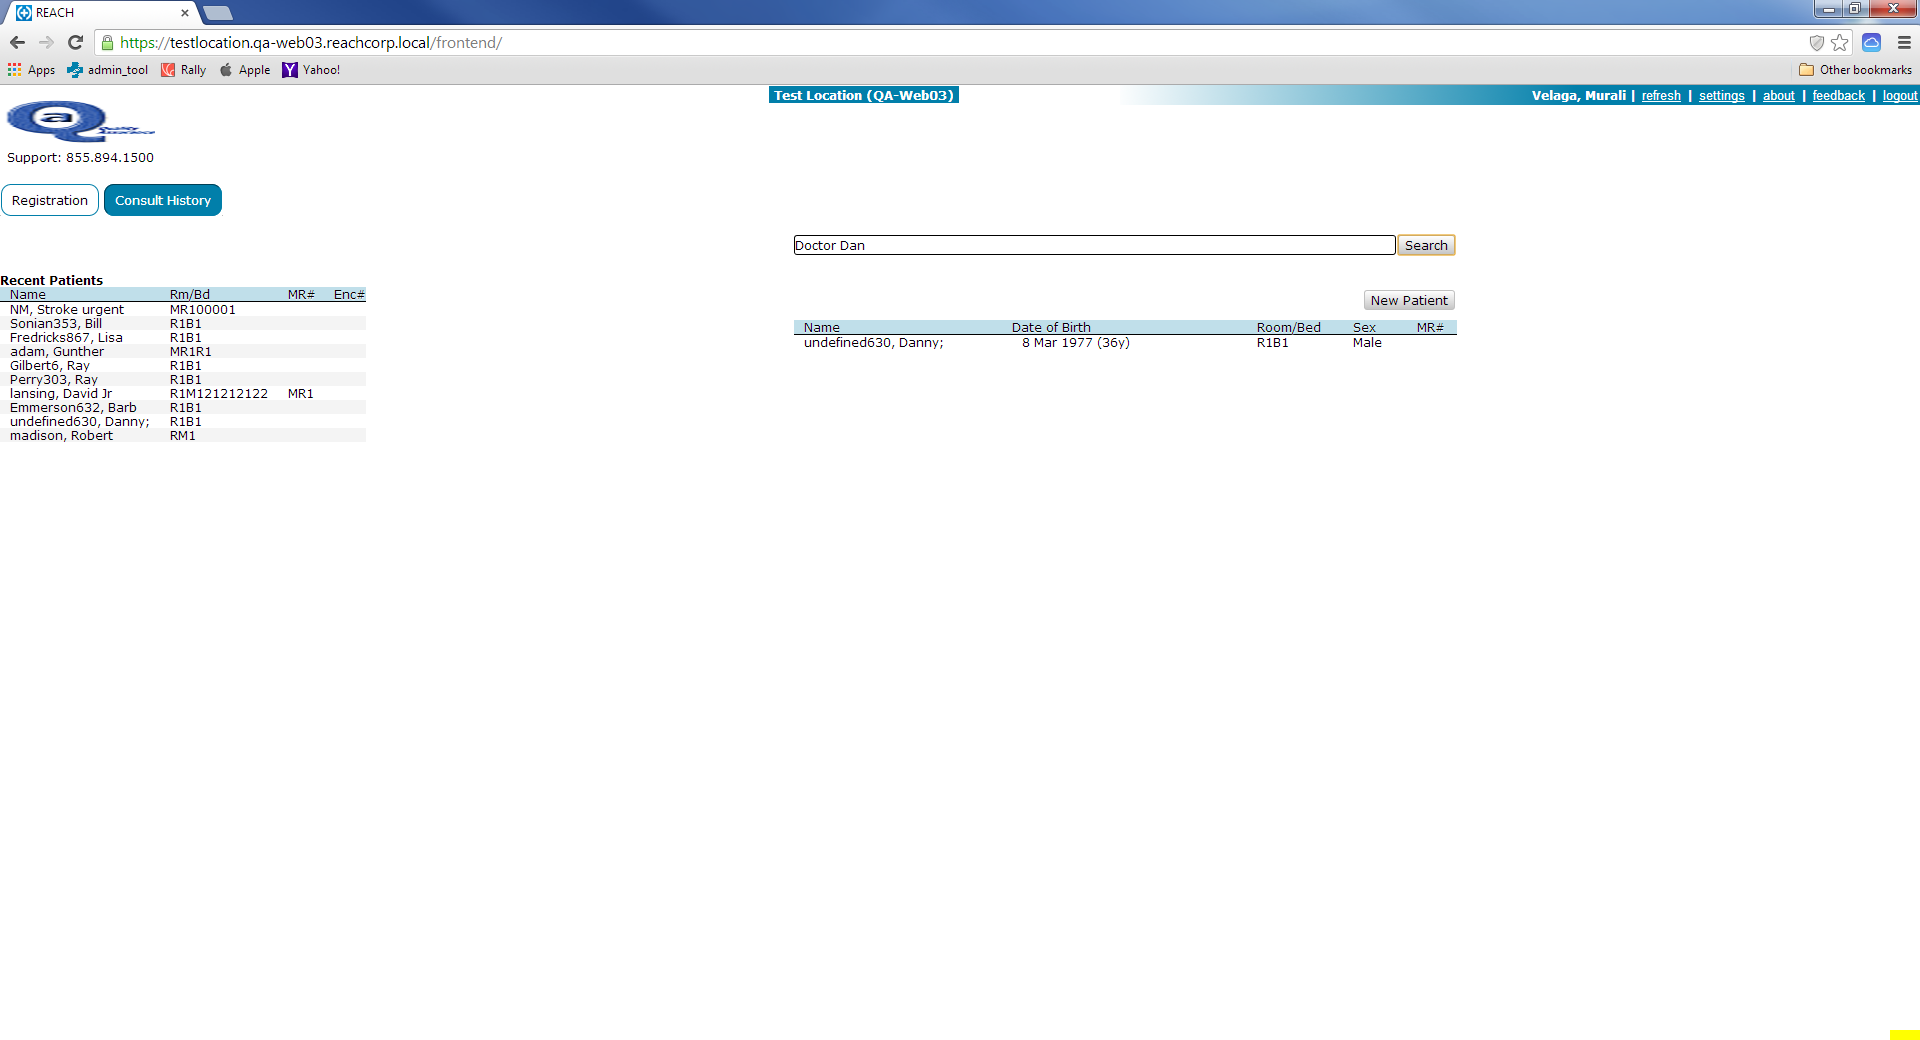 REACH
https://testlocation.qa-web03.reachcorp.local/frontend/
Apps admin_tool Rally Apple Yahoo! Other bookmarks
Test Location (QA-Web03) Velaga, Murali | refresh | settings | about | feedback | logout
a
Quality
Assurance
Support: 855.894.1500
Registration Consult History
Doctor Dan Search
Recent Patients
New Patient
Name Rm/Bd MR# Enc#
NM, Stroke urgent MR100001
Sonian353, Bill R1B1
Fredricks867, Lisa R1B1
adam, Gunther MR1R1
Gilbert6, Ray R1B1
Perry303, Ray R1B1
lansing, David Jr R1M121212122 MR1
Emmerson632, Barb R1B1
undefined630, Danny; R1B1
madison, Robert RM1
Name Date of Birth Room/Bed Sex MR#
undefined630, Danny; 8 Mar 1977 (36y) R1B1 Male